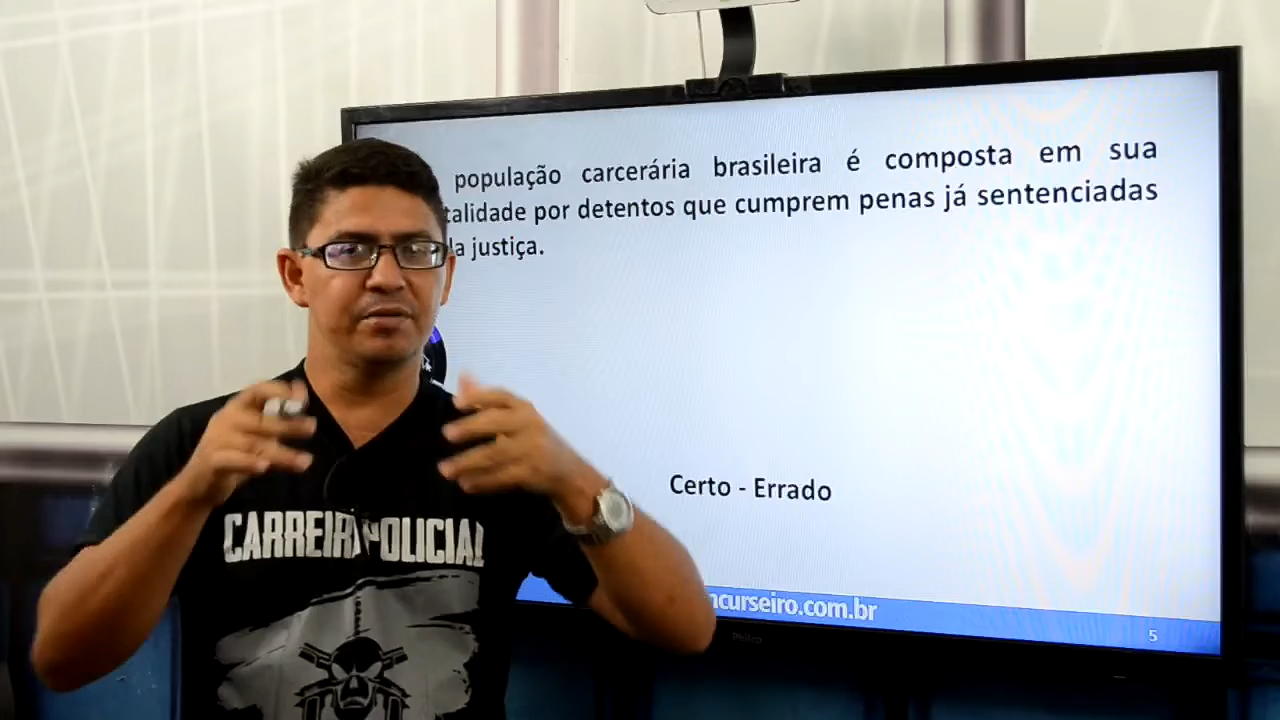 população carcerária brasileira é composta em sua
talidade por detentos que cumprem penas já sentenciadas
la justiça.
Certo - Errado
CARREIRA POLICIAL
ncurseiro.com.br
Philco
5